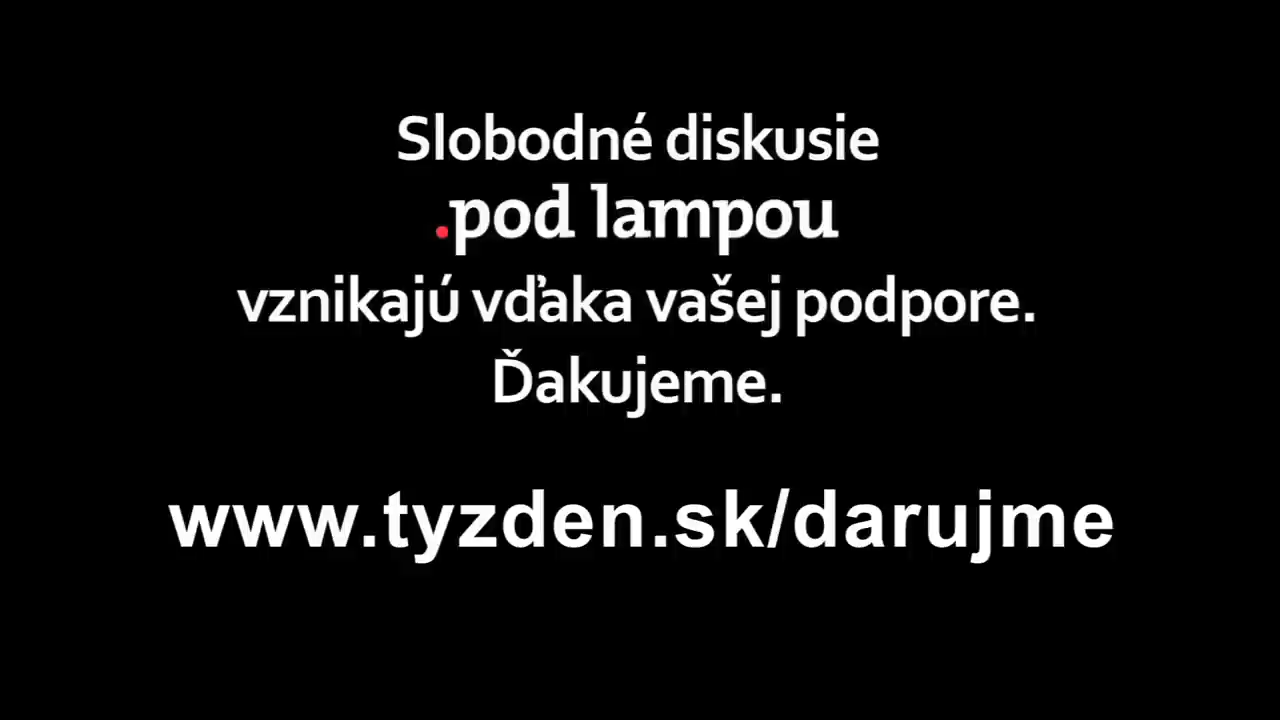 Slobodné diskusie
.pod lampou
vznikajú vďaka vašej podpore.
Ďakujeme.
www.tyzden.sk/darujme